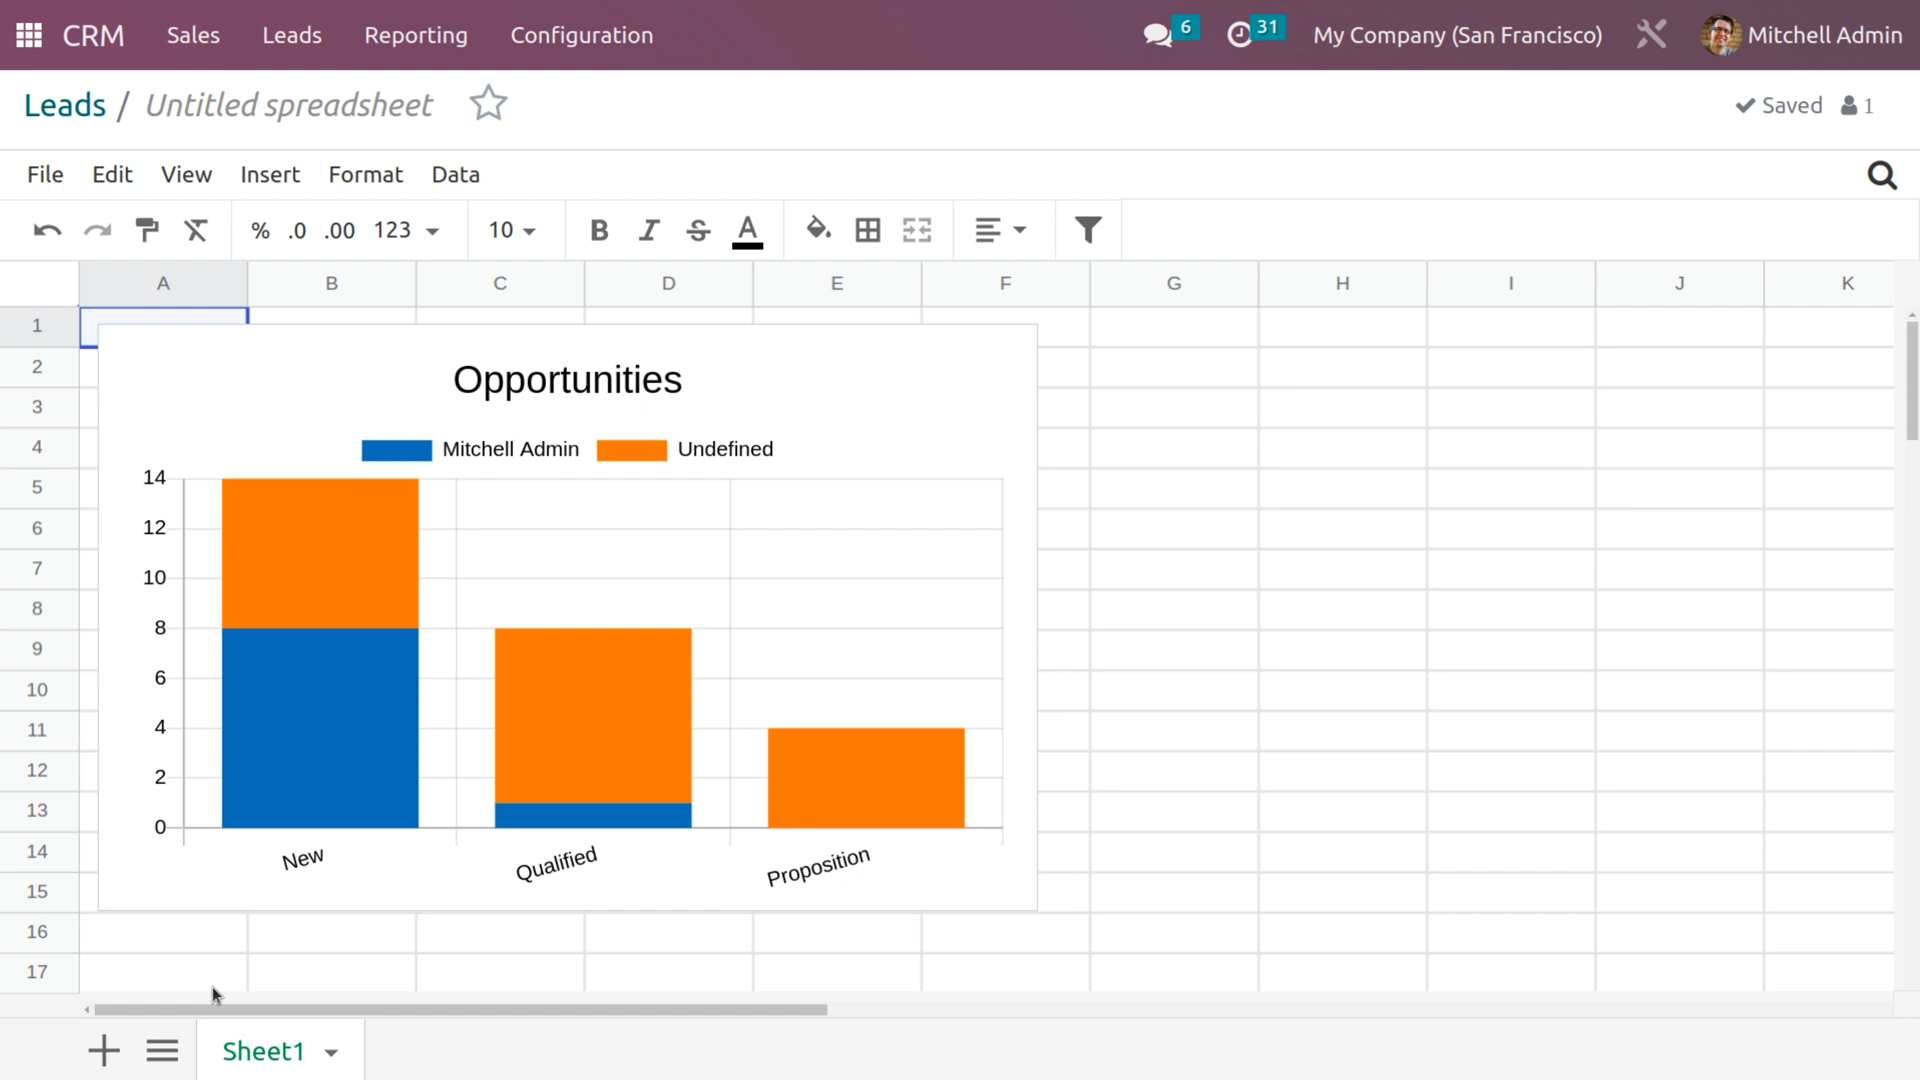 CRM Sales Leads Reporting Configuration 6 31 My Company (San Francisco) Mitchell Admin
Leads / Untitled spreadsheet Saved 1
File Edit View Insert Format Data
% .0 .00 123 10 B I S A
A B C D E F G H I J K
1
2
3
4
5
6
7
8
9
10
11
12
13
14
15
16
17
Opportunities
Mitchell Admin Undefined
14
12
10
8
6
4
2
0
New Qualified Proposition
Sheet1